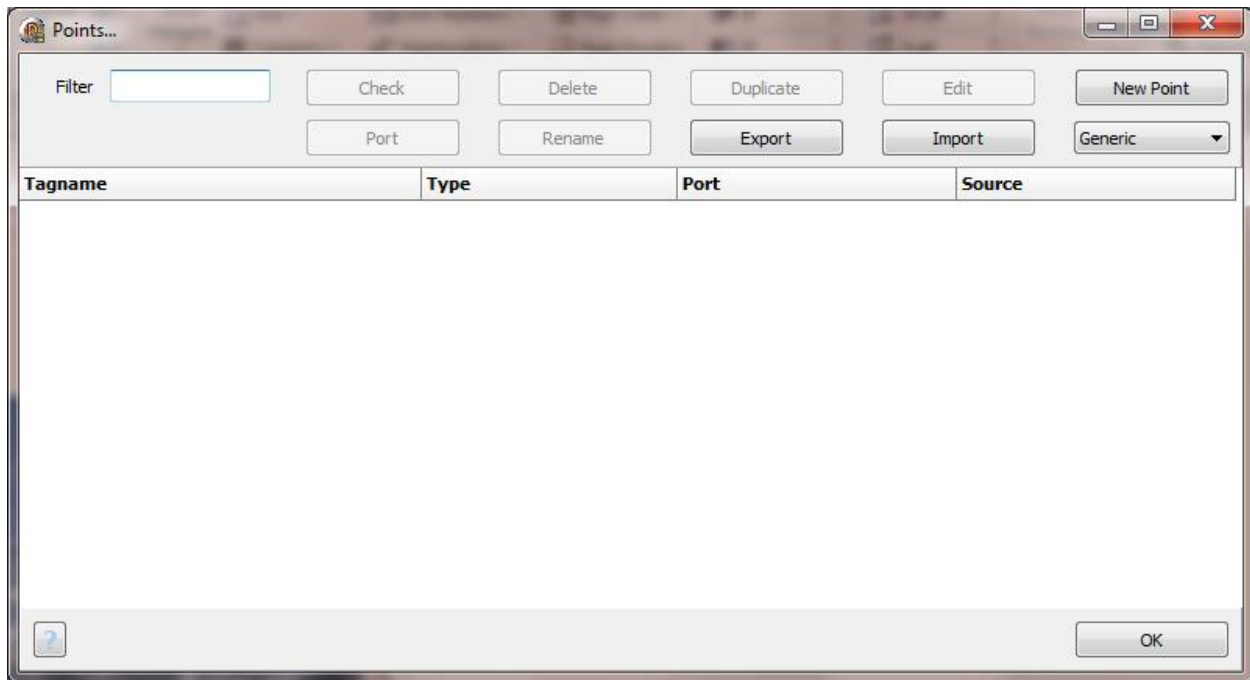 Points...
Filter Check Delete Duplicate Edit New Point
Port Rename Export Import Generic
Tagname Type Port Source
? OK